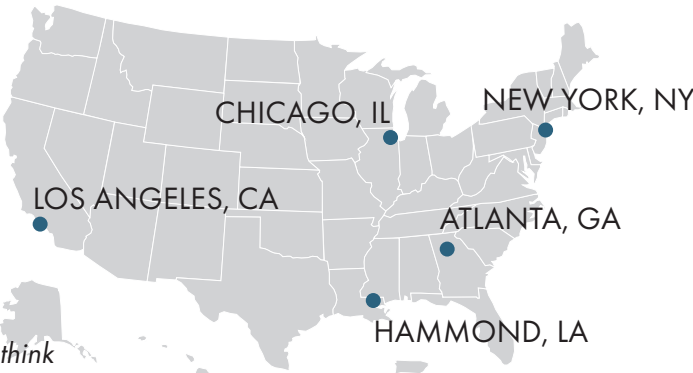 NEW YORK, NY
CHICAGO, IL
LOS ANGELES, CA
ATLANTA, GA
HAMMOND, LA
think